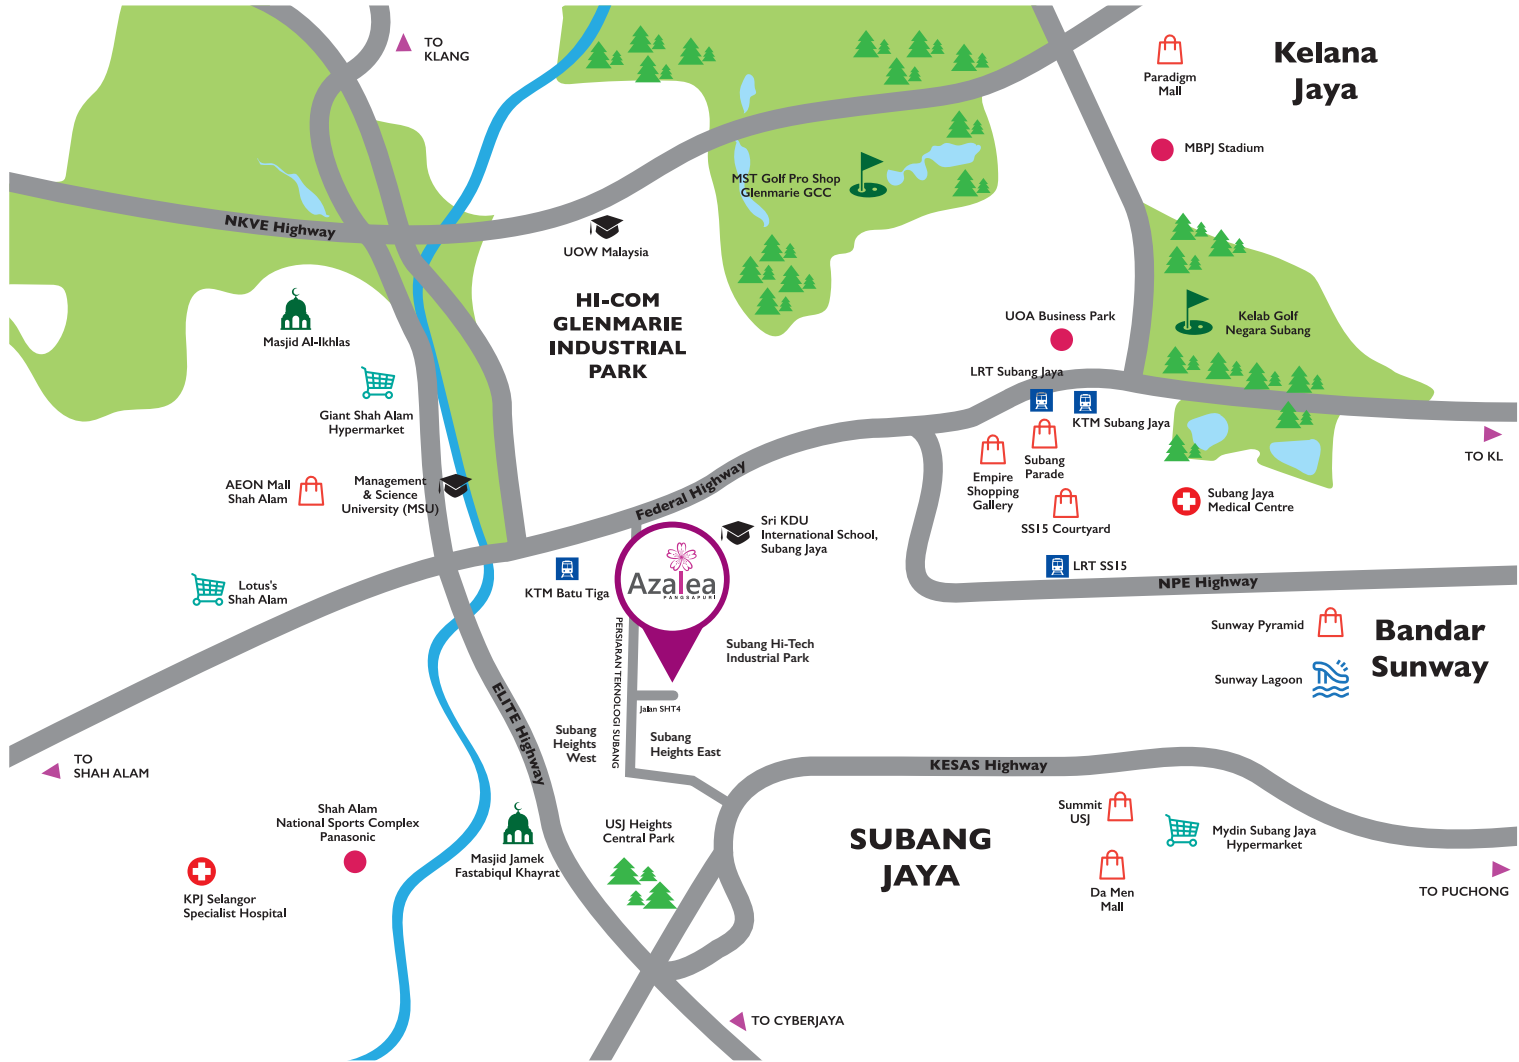 TO
KLANG
Kelana
Jaya
Paradigm
Mall
MBPJ Stadium
MST Golf Pro Shop
Glenmarie GCC
NKVE Highway
UOW Malaysia
HI-COM
GLENMARIE
INDUSTRIAL
PARK
Masjid Al-Ikhlas
UOA Business Park
Kelab Golf
Negara Subang
LRT Subang Jaya
KTM Subang Jaya
Giant Shah Alam
Hypermarket
TO KL
Subang
Parade
Empire
Shopping
Gallery
AEON Mall
Shah Alam
Management
& Science
University (MSU)
Federal Highway
Subang Jaya
Medical Centre
SS15 Courtyard
Sri KDU
International School,
Subang Jaya
LRT SS15
NPE Highway
Lotus's
Shah Alam
KTM Batu Tiga
Azalea
PANGSAPURI
PERSIARAN TEKNOLOGI SUBANG
Subang Hi-Tech
Industrial Park
Sunway Pyramid
Bandar
Sunway
Sunway Lagoon
Jalan SHT4
ELITE Highway
Subang
Heights
West
Subang
Heights East
TO
SHAH ALAM
KESAS Highway
Shah Alam
National Sports Complex
Panasonic
Masjid Jamek
Fastabiqul Khayrat
USJ Heights
Central Park
SUBANG
JAYA
Summit
USJ
Mydin Subang Jaya
Hypermarket
Da Men
Mall
TO PUCHONG
KPJ Selangor
Specialist Hospital
TO CYBERJAYA